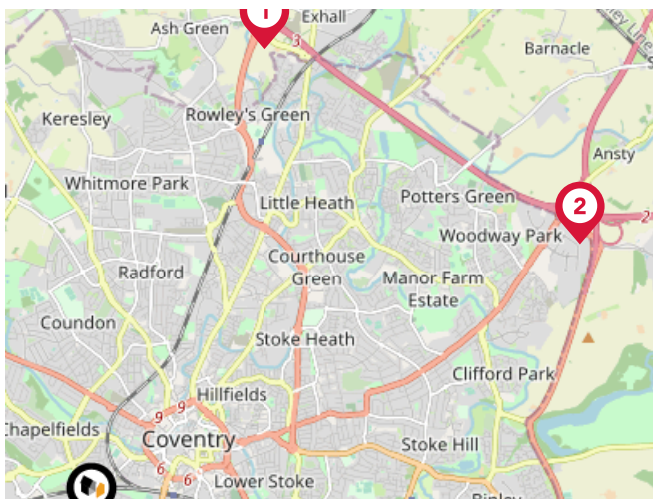 1
Exhall
Ash Green
3
Barnacle
Keresley
Rowley's Green
Ansty
Whitmore Park
Little Heath
Potters Green
2
2
Woodway Park
Courthouse
Green
Radford
Manor Farm
Estate
Coundon
Stoke Heath
Clifford Park
Hillfields
9
9
Chapelfields
Coventry
Stoke Hill
6
6
Lower Stoke
Binley